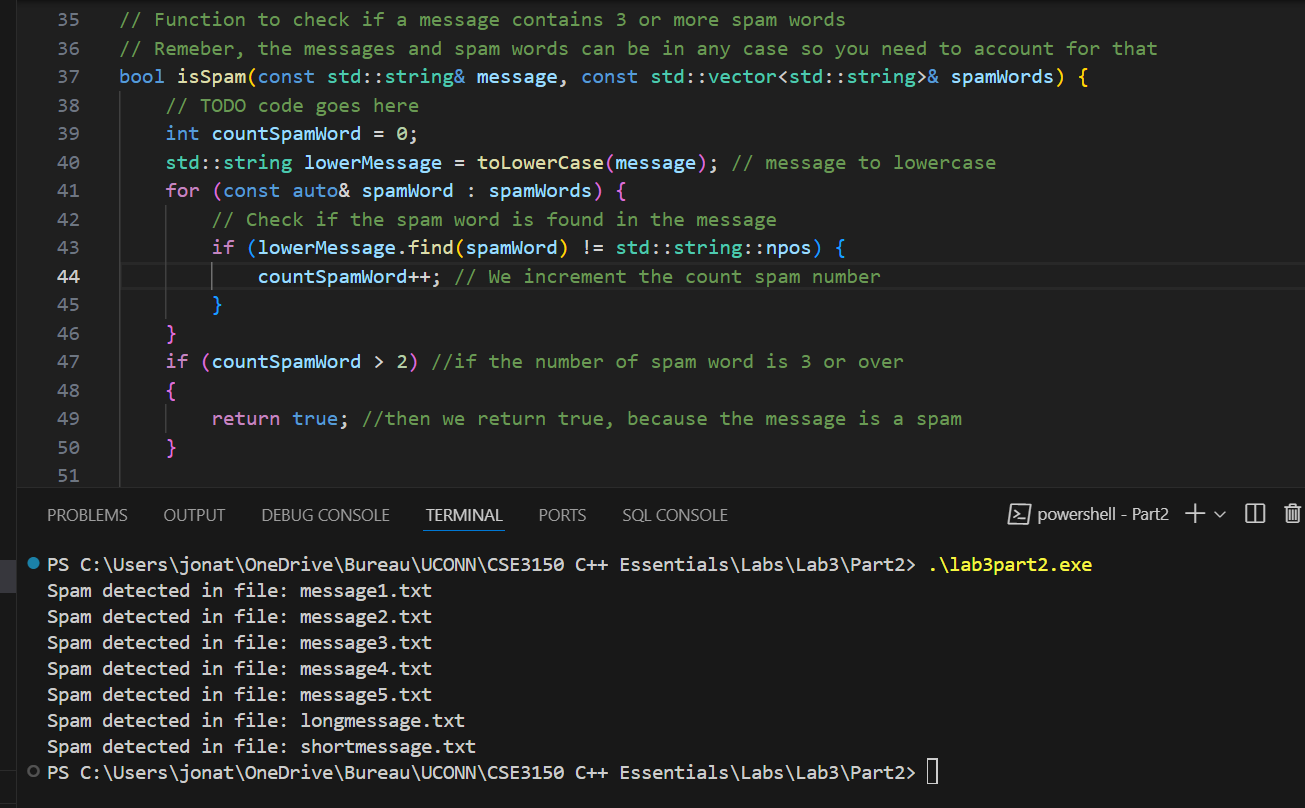 35 // Function to check if a message contains 3 or more spam words
36 // Remeber, the messages and spam words can be in any case so you need to account for that
37 bool isSpam(const std::string& message, const std::vector<std::string>& spamWords) {
38     // TODO code goes here
39     int countSpamWord = 0;
40     std::string lowerMessage = toLowerCase(message); // message to lowercase
41     for (const auto& spamWord : spamWords) {
42         // Check if the spam word is found in the message
43         if (lowerMessage.find(spamWord) != std::string::npos) {
44             countSpamWord++; // We increment the count spam number
45         }
46     }
47     if (countSpamWord > 2) //if the number of spam word is 3 or over
48     {
49         return true; //then we return true, because the message is a spam
50     }
51
PROBLEMS OUTPUT DEBUG CONSOLE TERMINAL PORTS SQL CONSOLE powershell - Part2
PS C:\Users\jonat\OneDrive\Bureau\UCONN\CSE3150 C++ Essentials\Labs\Lab3\Part2> .\lab3part2.exe
Spam detected in file: message1.txt
Spam detected in file: message2.txt
Spam detected in file: message3.txt
Spam detected in file: message4.txt
Spam detected in file: message5.txt
Spam detected in file: longmessage.txt
Spam detected in file: shortmessage.txt
PS C:\Users\jonat\OneDrive\Bureau\UCONN\CSE3150 C++ Essentials\Labs\Lab3\Part2>